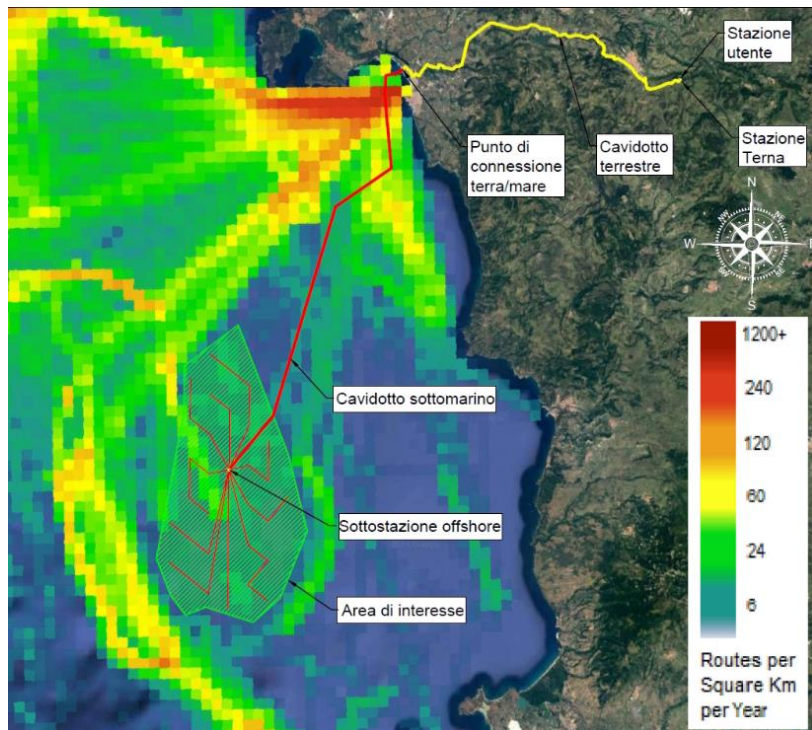 Stazione
utente
Punto di
connessione
terra/mare
Cavidotto
terrestre
Stazione
Terna
N
W
S
1200+
240
120
60
24
6
Cavidotto sottomarino
Sottostazione offshore
Area di interesse
Routes per
Square Km
per Year